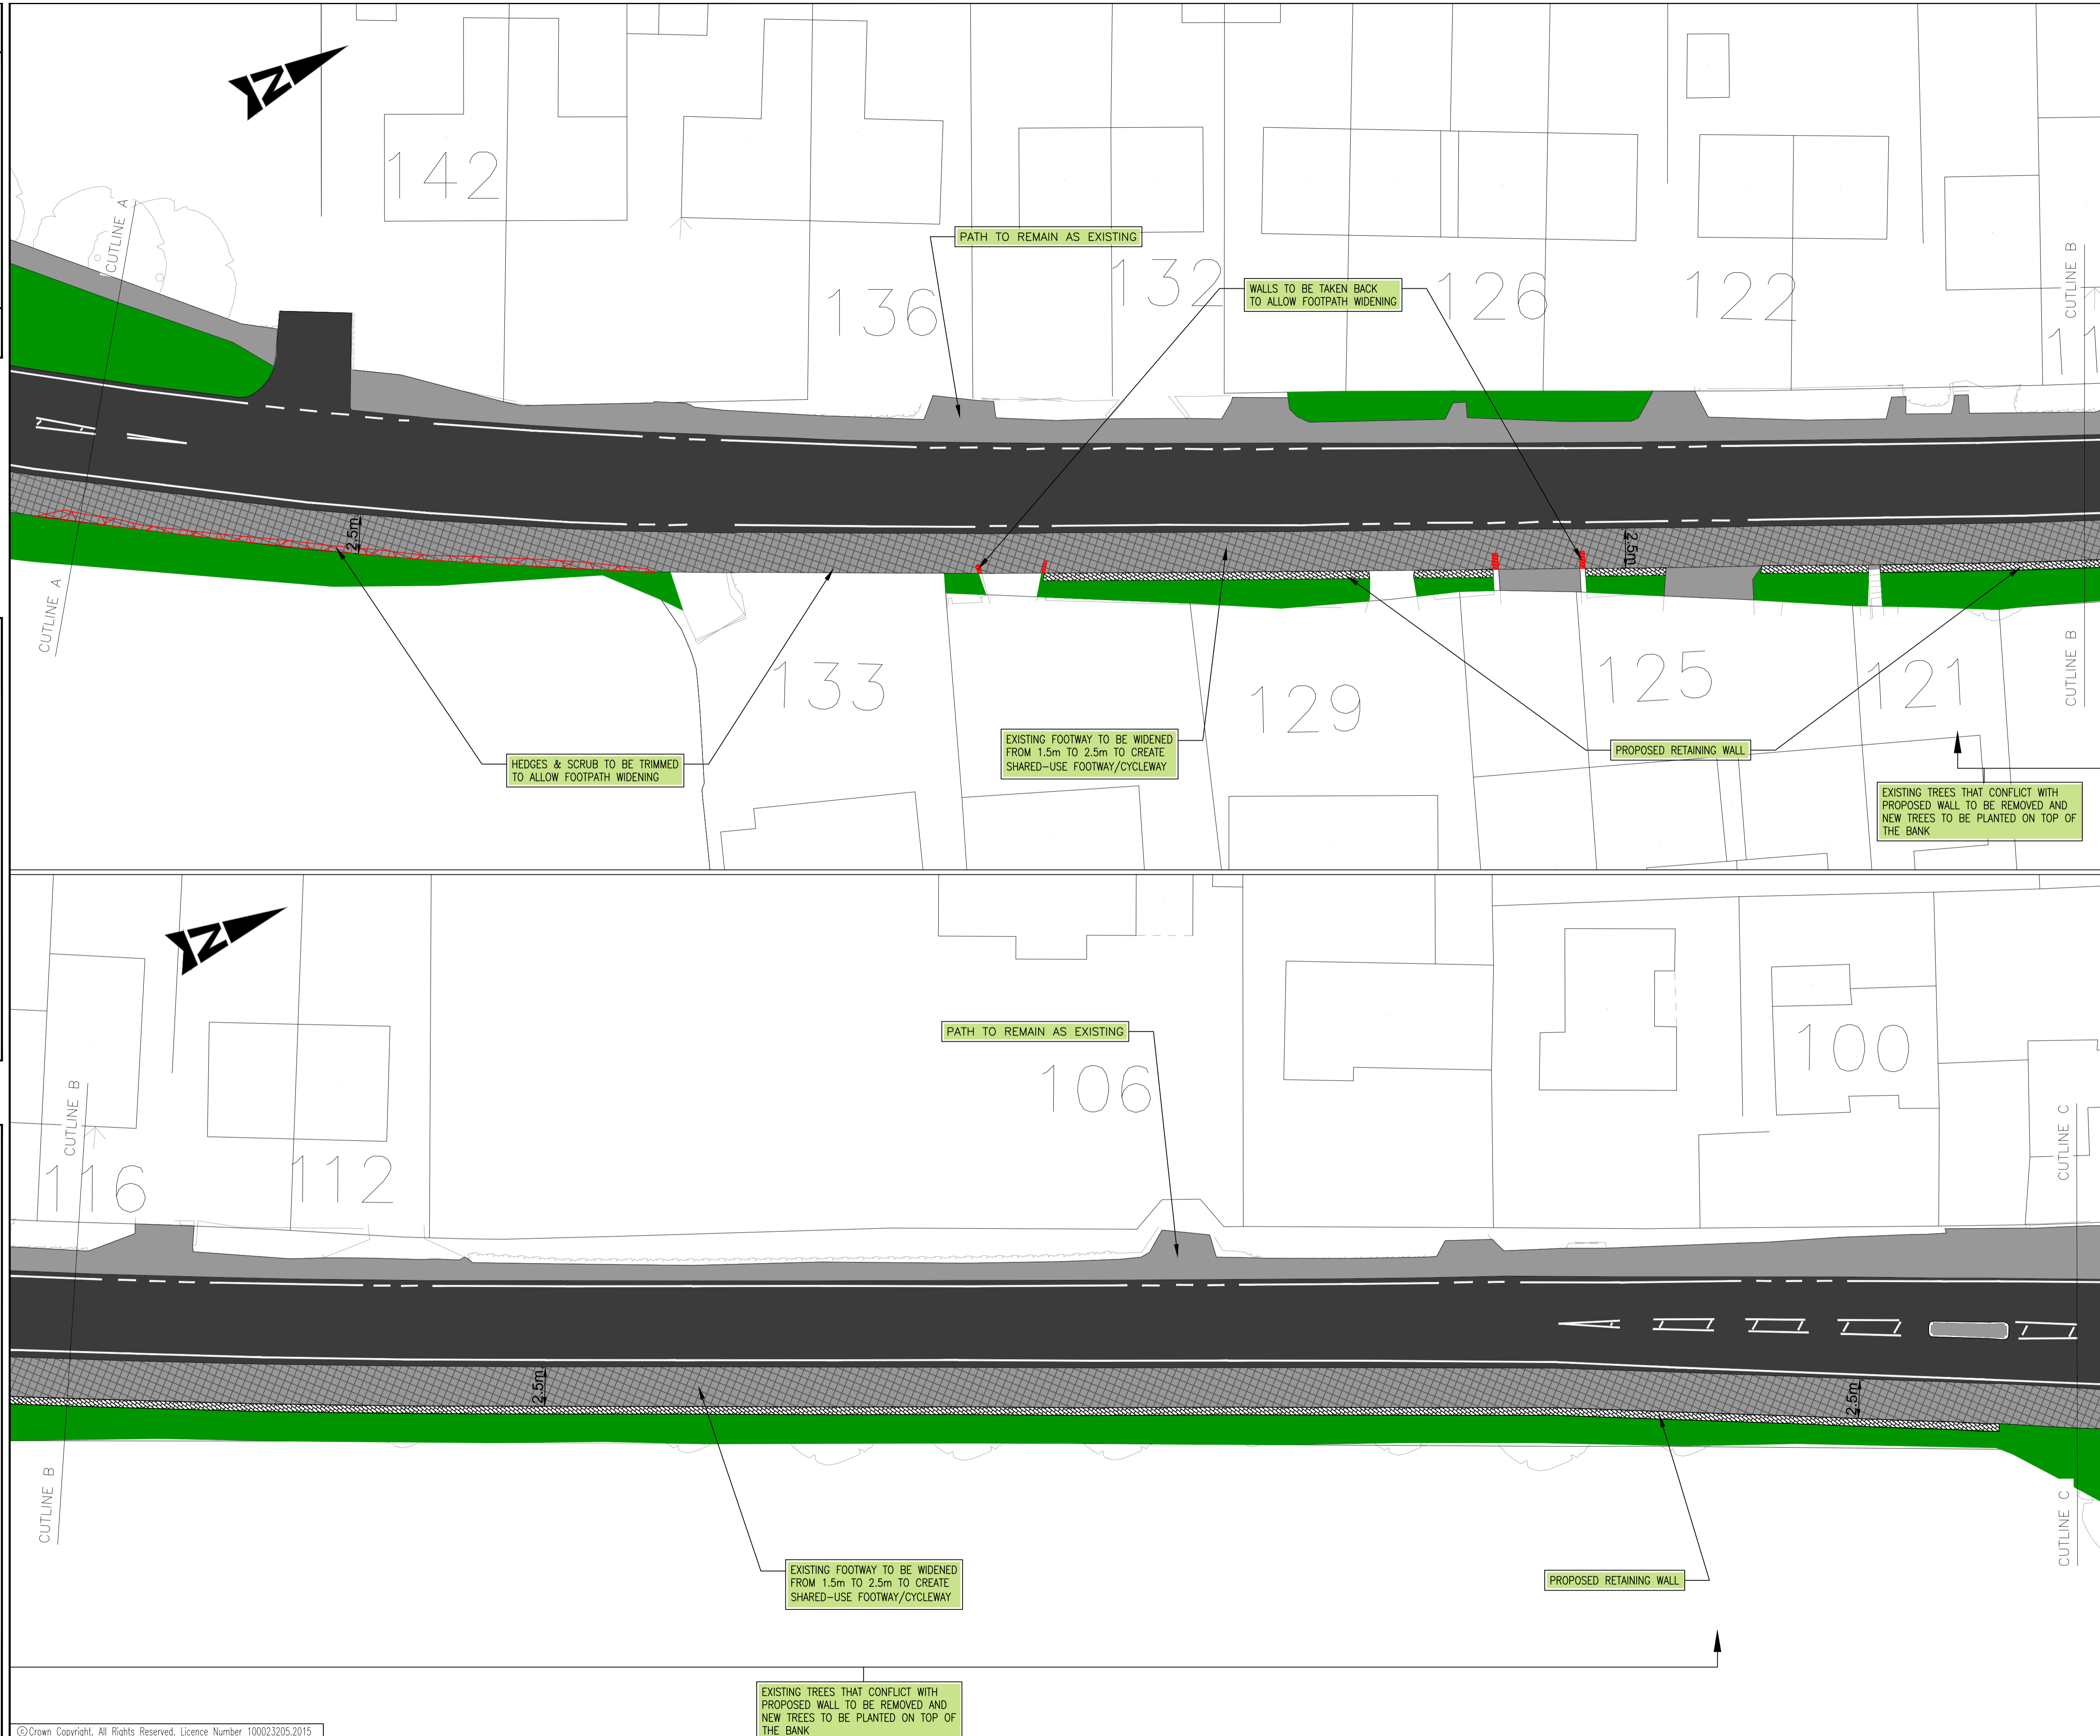 N
142
CUTLINE A
PATH TO REMAIN AS EXISTING
136
132
WALLS TO BE TAKEN BACK
TO ALLOW FOOTPATH WIDENING
126
122
CUTLINE B
2.5m
2.5m
CUTLINE A
133
129
125
121
CUTLINE B
HEDGES & SCRUB TO BE TRIMMED
TO ALLOW FOOTPATH WIDENING
EXISTING FOOTWAY TO BE WIDENED
FROM 1.5m TO 2.5m TO CREATE
SHARED-USE FOOTWAY/CYCLEWAY
PROPOSED RETAINING WALL
EXISTING TREES THAT CONFLICT WITH
PROPOSED WALL TO BE REMOVED AND
NEW TREES TO BE PLANTED ON TOP OF
THE BANK
N
PATH TO REMAIN AS EXISTING
106
100
CUTLINE B
116
112
CUTLINE C
2.5m
2.5m
CUTLINE B
CUTLINE C
EXISTING FOOTWAY TO BE WIDENED
FROM 1.5m TO 2.5m TO CREATE
SHARED-USE FOOTWAY/CYCLEWAY
PROPOSED RETAINING WALL
EXISTING TREES THAT CONFLICT WITH
PROPOSED WALL TO BE REMOVED AND
NEW TREES TO BE PLANTED ON TOP OF
THE BANK
© Crown Copyright. All Rights Reserved. Licence Number 100023205.2015